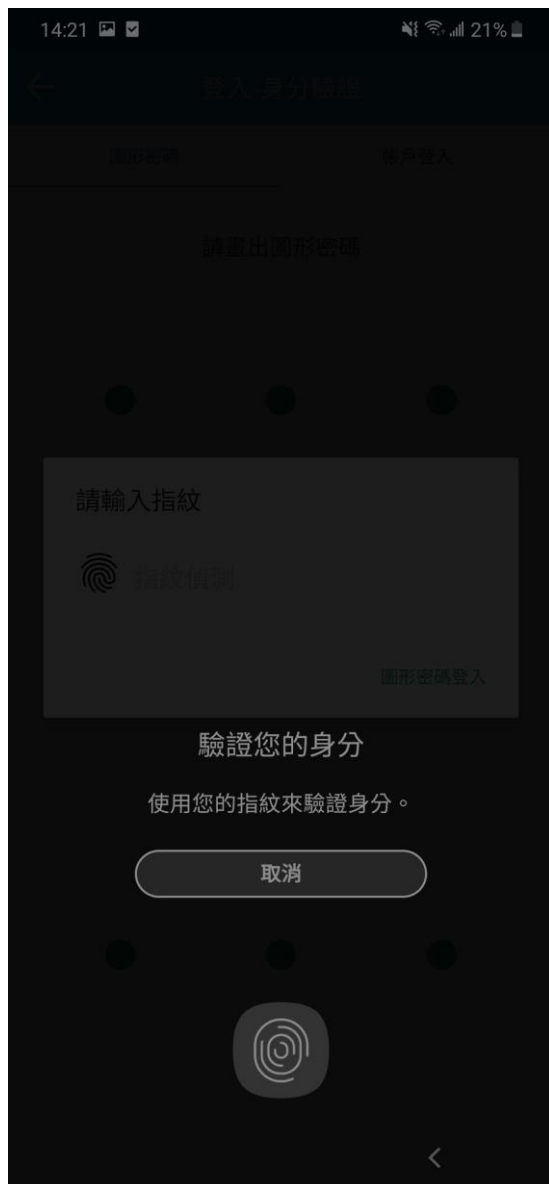 14:21
21%
登入-身分驗證
圖形密碼
帳戶登入
請畫出圖形密碼
請輸入指紋
指紋偵測
圖形密碼登入
驗證您的身分
使用您的指紋來驗證身分。
取消